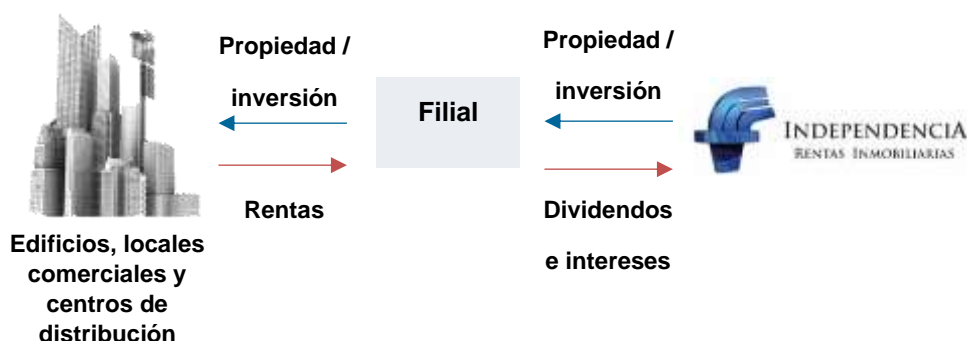 Propiedad /
inversión
Rentas
Edificios, locales
comerciales y
centros de
distribución
Filial
Propiedad /
inversión
Dividendos
e intereses
INDEPENDENCIA
RENTAS INMOBILIARIAS